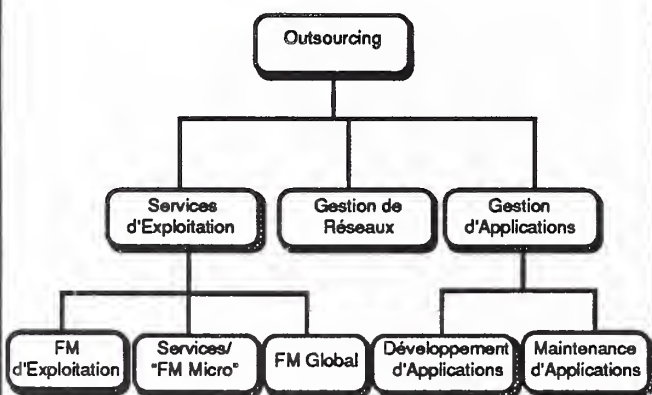 Outsourcing
Services
d'Exploitation
Gestion de
Réseaux
Gestion
d'Applications
FM
d'Exploitation
Services/
"FM Micro"
FM Global
Développement
d'Applications
Maintenance
d'Applications